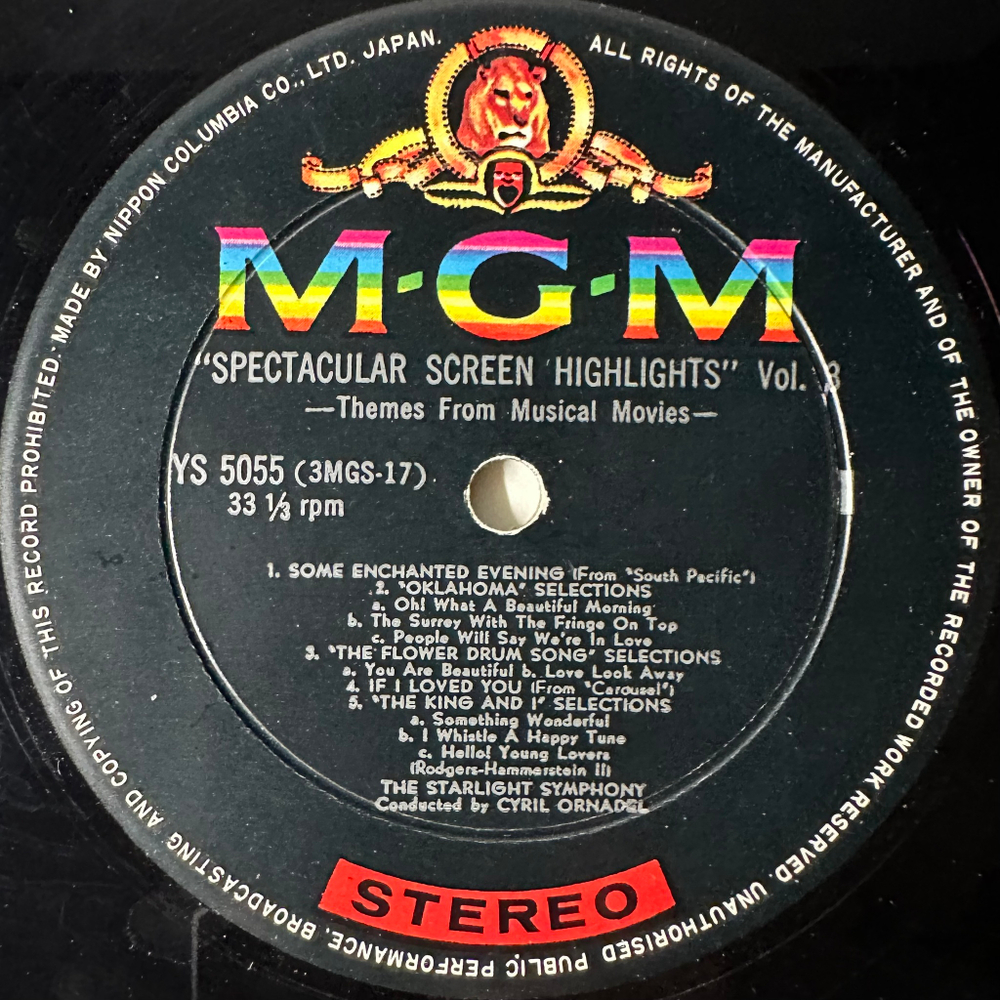 MADE BY NIPPON COLUMBIA CO., LTD. JAPAN. ALL RIGHTS OF THE MANUFACTURER AND OF THE OWNER OF THE RECORDED WORK RESERVED. UNAUTHORISED PUBLIC PERFORMANCE, BROADCASTING AND COPYING OF THIS RECORD PROHIBITED.
M·G·M
"SPECTACULAR SCREEN HIGHLIGHTS" Vol. 3
—Themes From Musical Movies—
YS 5055 (3MGS-17)
33 1/3 rpm
1. SOME ENCHANTED EVENING (From "South Pacific")
2. "OKLAHOMA" SELECTIONS
a. Oh! What A Beautiful Morning
b. The Surrey With The Fringe On Top
c. People Will Say We're In Love
3. "THE FLOWER DRUM SONG" SELECTIONS
a. You Are Beautiful b. Love Look Away
4. IF I LOVED YOU (From "Carousel")
5. "THE KING AND I" SELECTIONS
a. Something Wonderful
b. I Whistle A Happy Tune
c. Hello! Young Lovers
(Rodgers-Hammerstein II)
THE STARLIGHT SYMPHONY
Conducted by CYRIL ORNADEL
STEREO